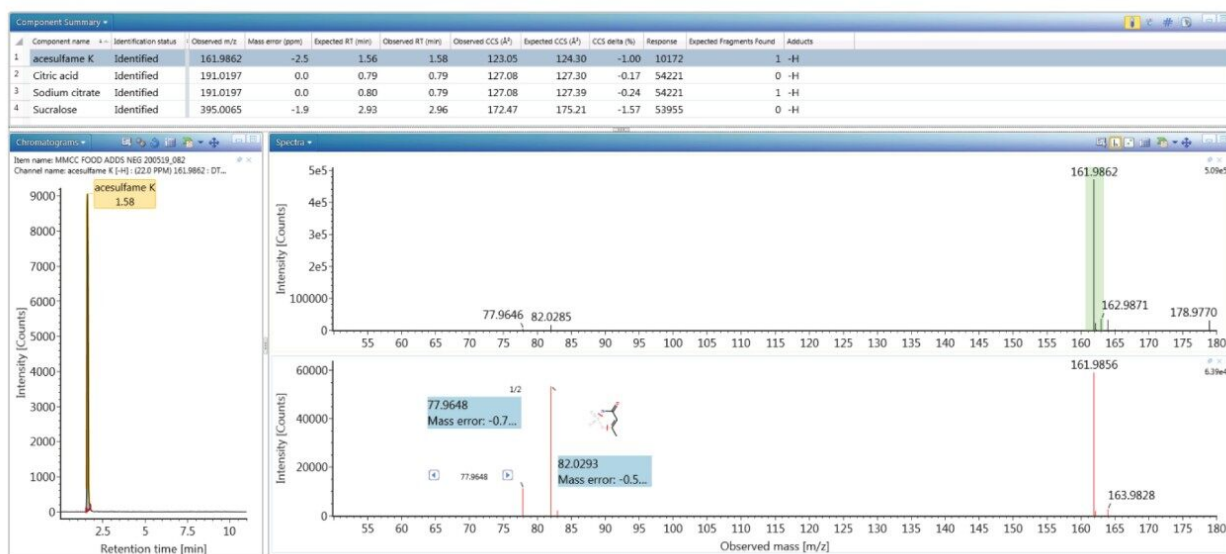 Component Summary
Component name Identification status Observed m/z Mass error (ppm) Expected RT (min) Observed RT (min) Observed CCS (Å²) Expected CCS (Å²) CCS delta (%) Response Expected Fragments Found Adducts
1 acesulfame K Identified 161.9862 -2.5 1.56 1.58 123.05 124.30 -1.00 10172 1 -H
2 Citric acid Identified 191.0197 0.0 0.79 0.79 127.08 127.30 -0.17 54221 0 -H
3 Sodium citrate Identified 191.0197 0.0 0.80 0.79 127.08 127.39 -0.24 54221 1 -H
4 Sucralose Identified 395.0065 -1.9 2.93 2.96 172.47 175.21 -1.57 53955 0 -H
Chromatograms
Item name: MMCC FOOD ADDS NEG 200519_082
Channel name: acesulfame K [-H] : (22.0 PPM) 161.9862 : DT...
acesulfame K
1.58
9000
8000
7000
6000
5000
4000
3000
2000
1000
0
Intensity [Counts]
2.5 5 7.5 10
Retention time [min]
Spectra
5.09e5
161.9862
5e5
4e5
3e5
2e5
100000
0
Intensity [Counts]
77.9646 82.0285 162.9871 178.9770
55 60 65 70 75 80 85 90 95 100 105 110 115 120 125 130 135 140 145 150 155 160 165 170 175 180
161.9856
6.39e4
60000
40000
20000
0
Intensity [Counts]
1/2
77.9648
Mass error: -0.7...
82.0293
Mass error: -0.5...
77.9648
163.9828
55 60 65 70 75 80 85 90 95 100 105 110 115 120 125 130 135 140 145 150 155 160 165 170 175 180
Observed mass [m/z]